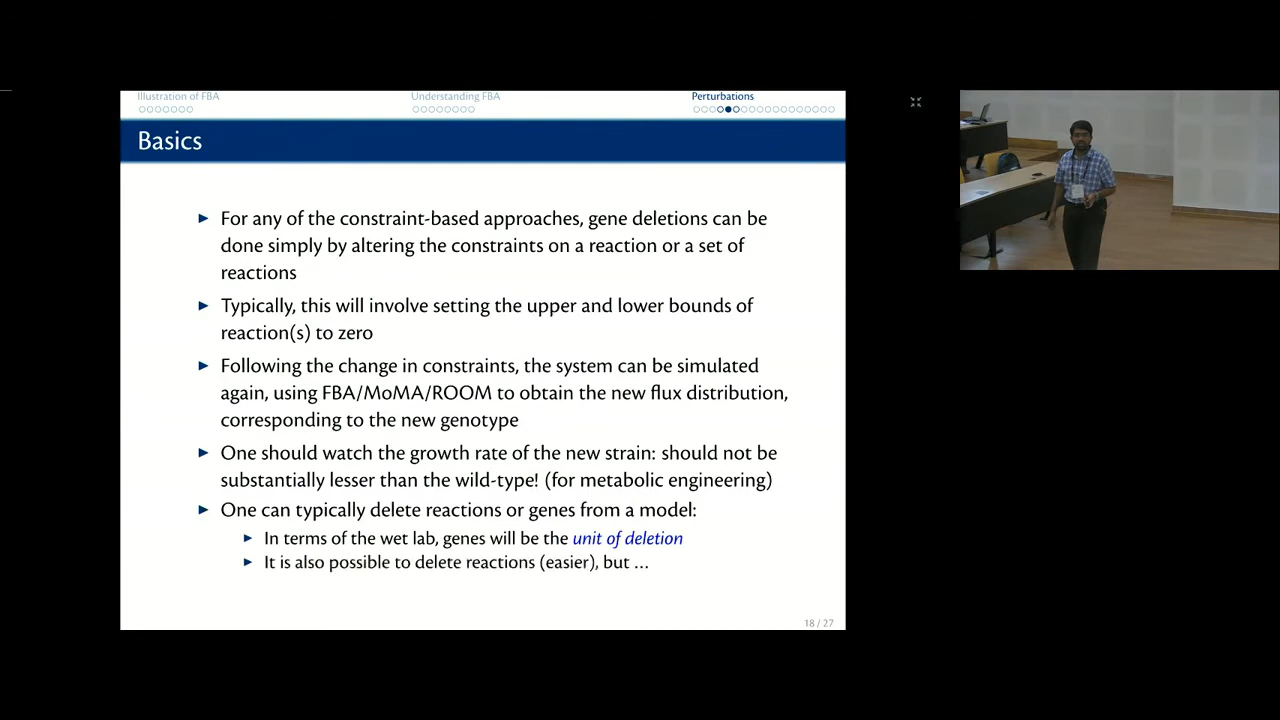 Illustration of FBA
Understanding FBA
Perturbations
Basics
For any of the constraint-based approaches, gene deletions can be
done simply by altering the constraints on a reaction or a set of
reactions
Typically, this will involve setting the upper and lower bounds of
reaction(s) to zero
Following the change in constraints, the system can be simulated
again, using FBA/MoMA/ROOM to obtain the new flux distribution,
corresponding to the new genotype
One should watch the growth rate of the new strain: should not be
substantially lesser than the wild-type! (for metabolic engineering)
One can typically delete reactions or genes from a model:
In terms of the wet lab, genes will be the unit of deletion
It is also possible to delete reactions (easier), but ...
18 / 27